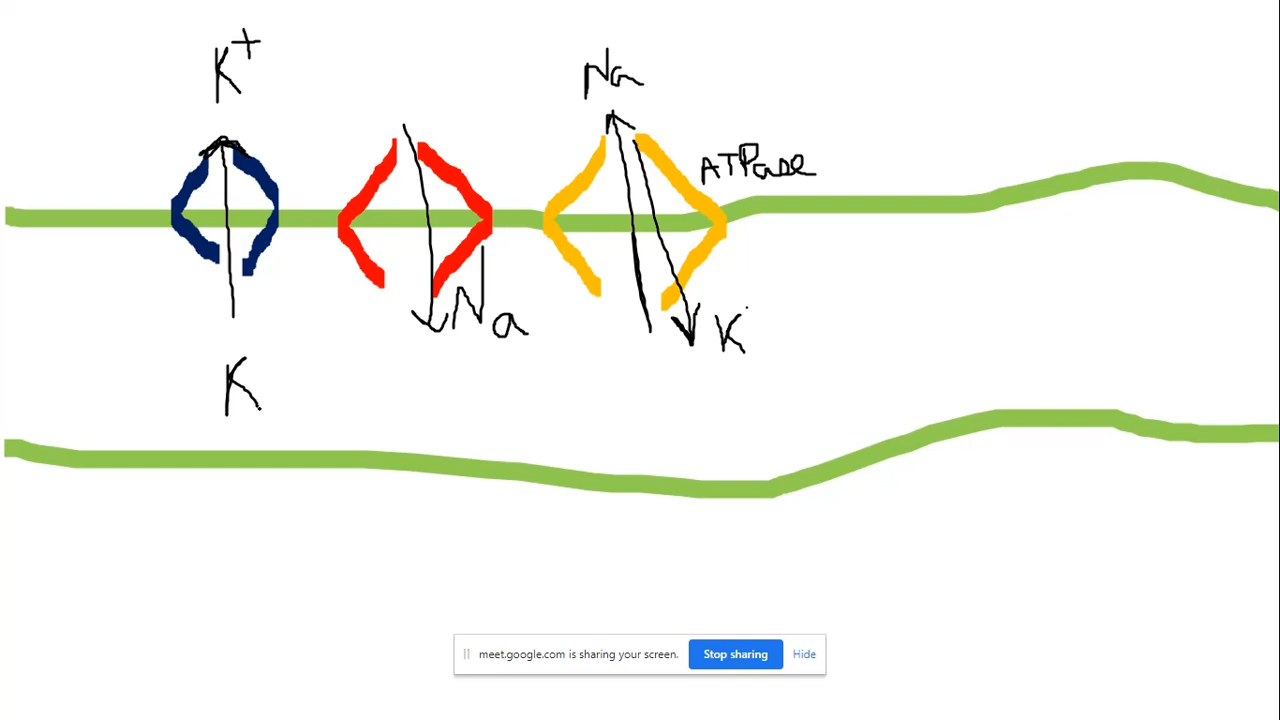 K+
Na
ATPase
Na
K
K
meet.google.com is sharing your screen.
Stop sharing
Hide